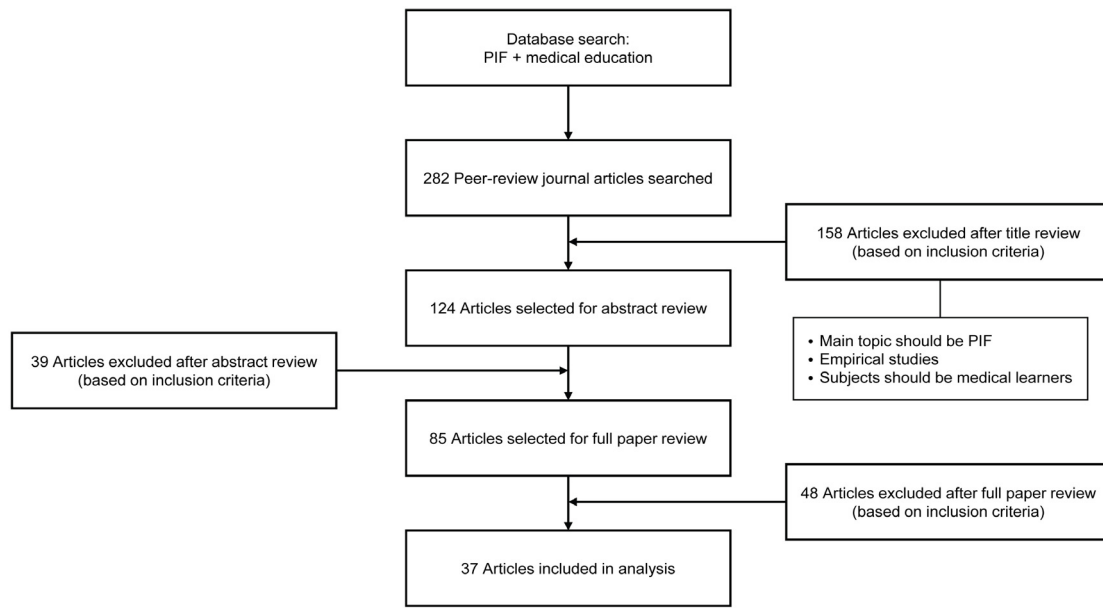 Database search:
PIF + medical education
282 Peer-review journal articles searched
158 Articles excluded after title review
(based on inclusion criteria)
124 Articles selected for abstract review
• Main topic should be PIF
• Empirical studies
• Subjects should be medical learners
39 Articles excluded after abstract review
(based on inclusion criteria)
85 Articles selected for full paper review
48 Articles excluded after full paper review
(based on inclusion criteria)
37 Articles included in analysis